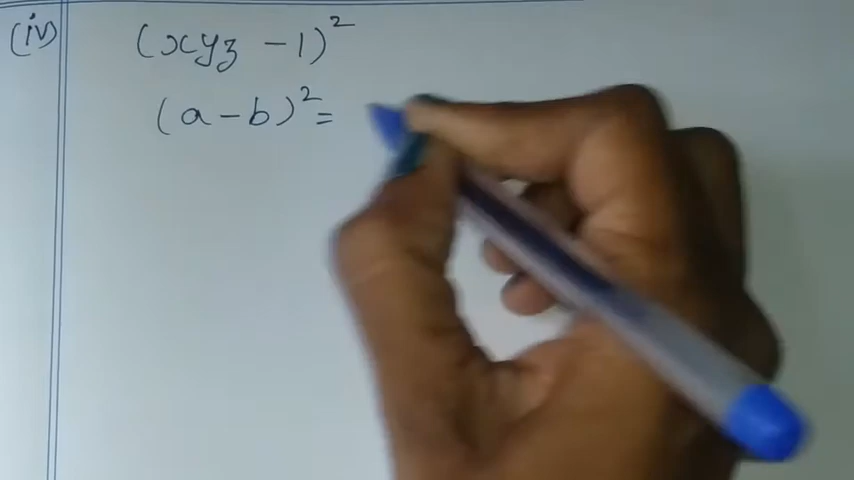 (iv) (xyz - 1)²
(a - b)² =